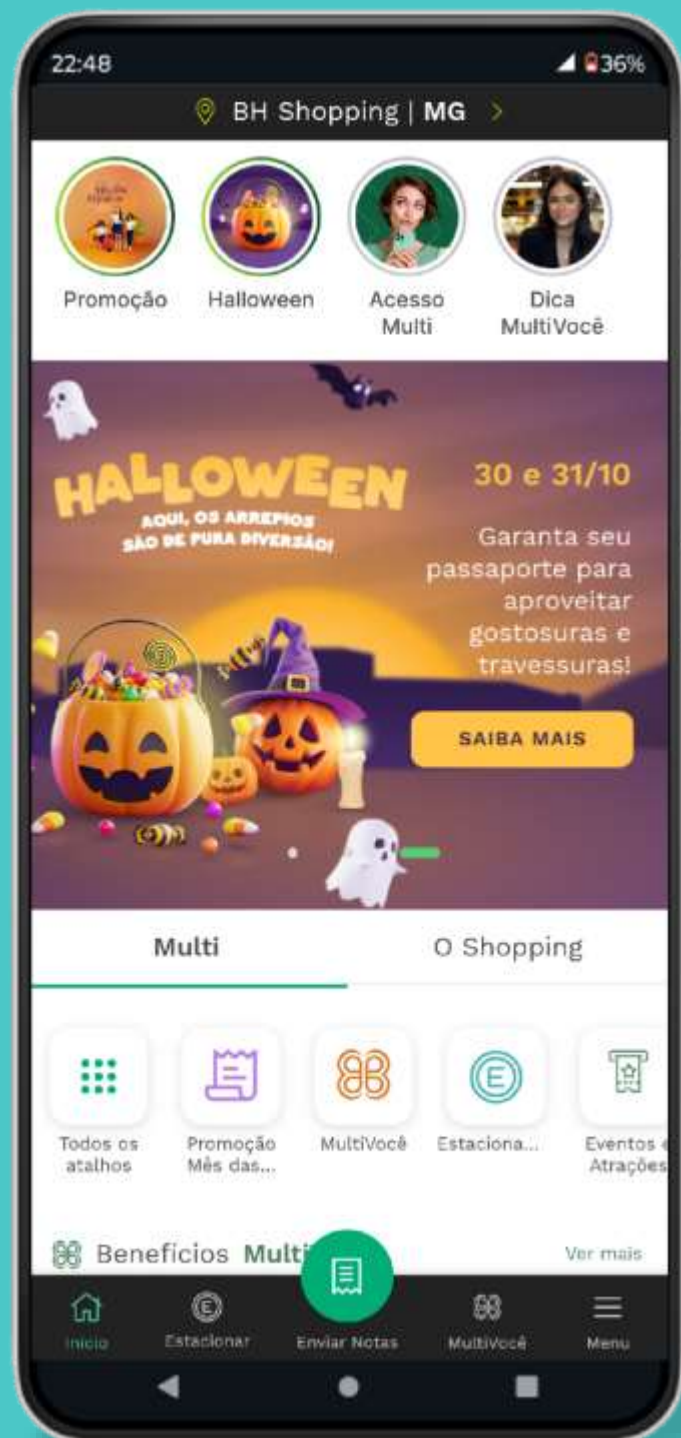 22:48
36%
BH Shopping | MG
Promoção
Halloween
Acesso
Multi
Dica
MultiVocê
HALLOWEEN
AQUI, OS ARREPIOS
SÃO DE PURA DIVERSÃO!
30 e 31/10
Garanta seu
passaporte para
aproveitar
gostosuras e
travessuras!
SAIBA MAIS
Multi
O Shopping
Todos os
atalhos
Promoção
Mês das...
MultiVocê
Estaciona...
Eventos e
Atrações
Benefícios Multi
Ver mais
Início
Estacionar
Enviar Notas
MultiVocê
Menu